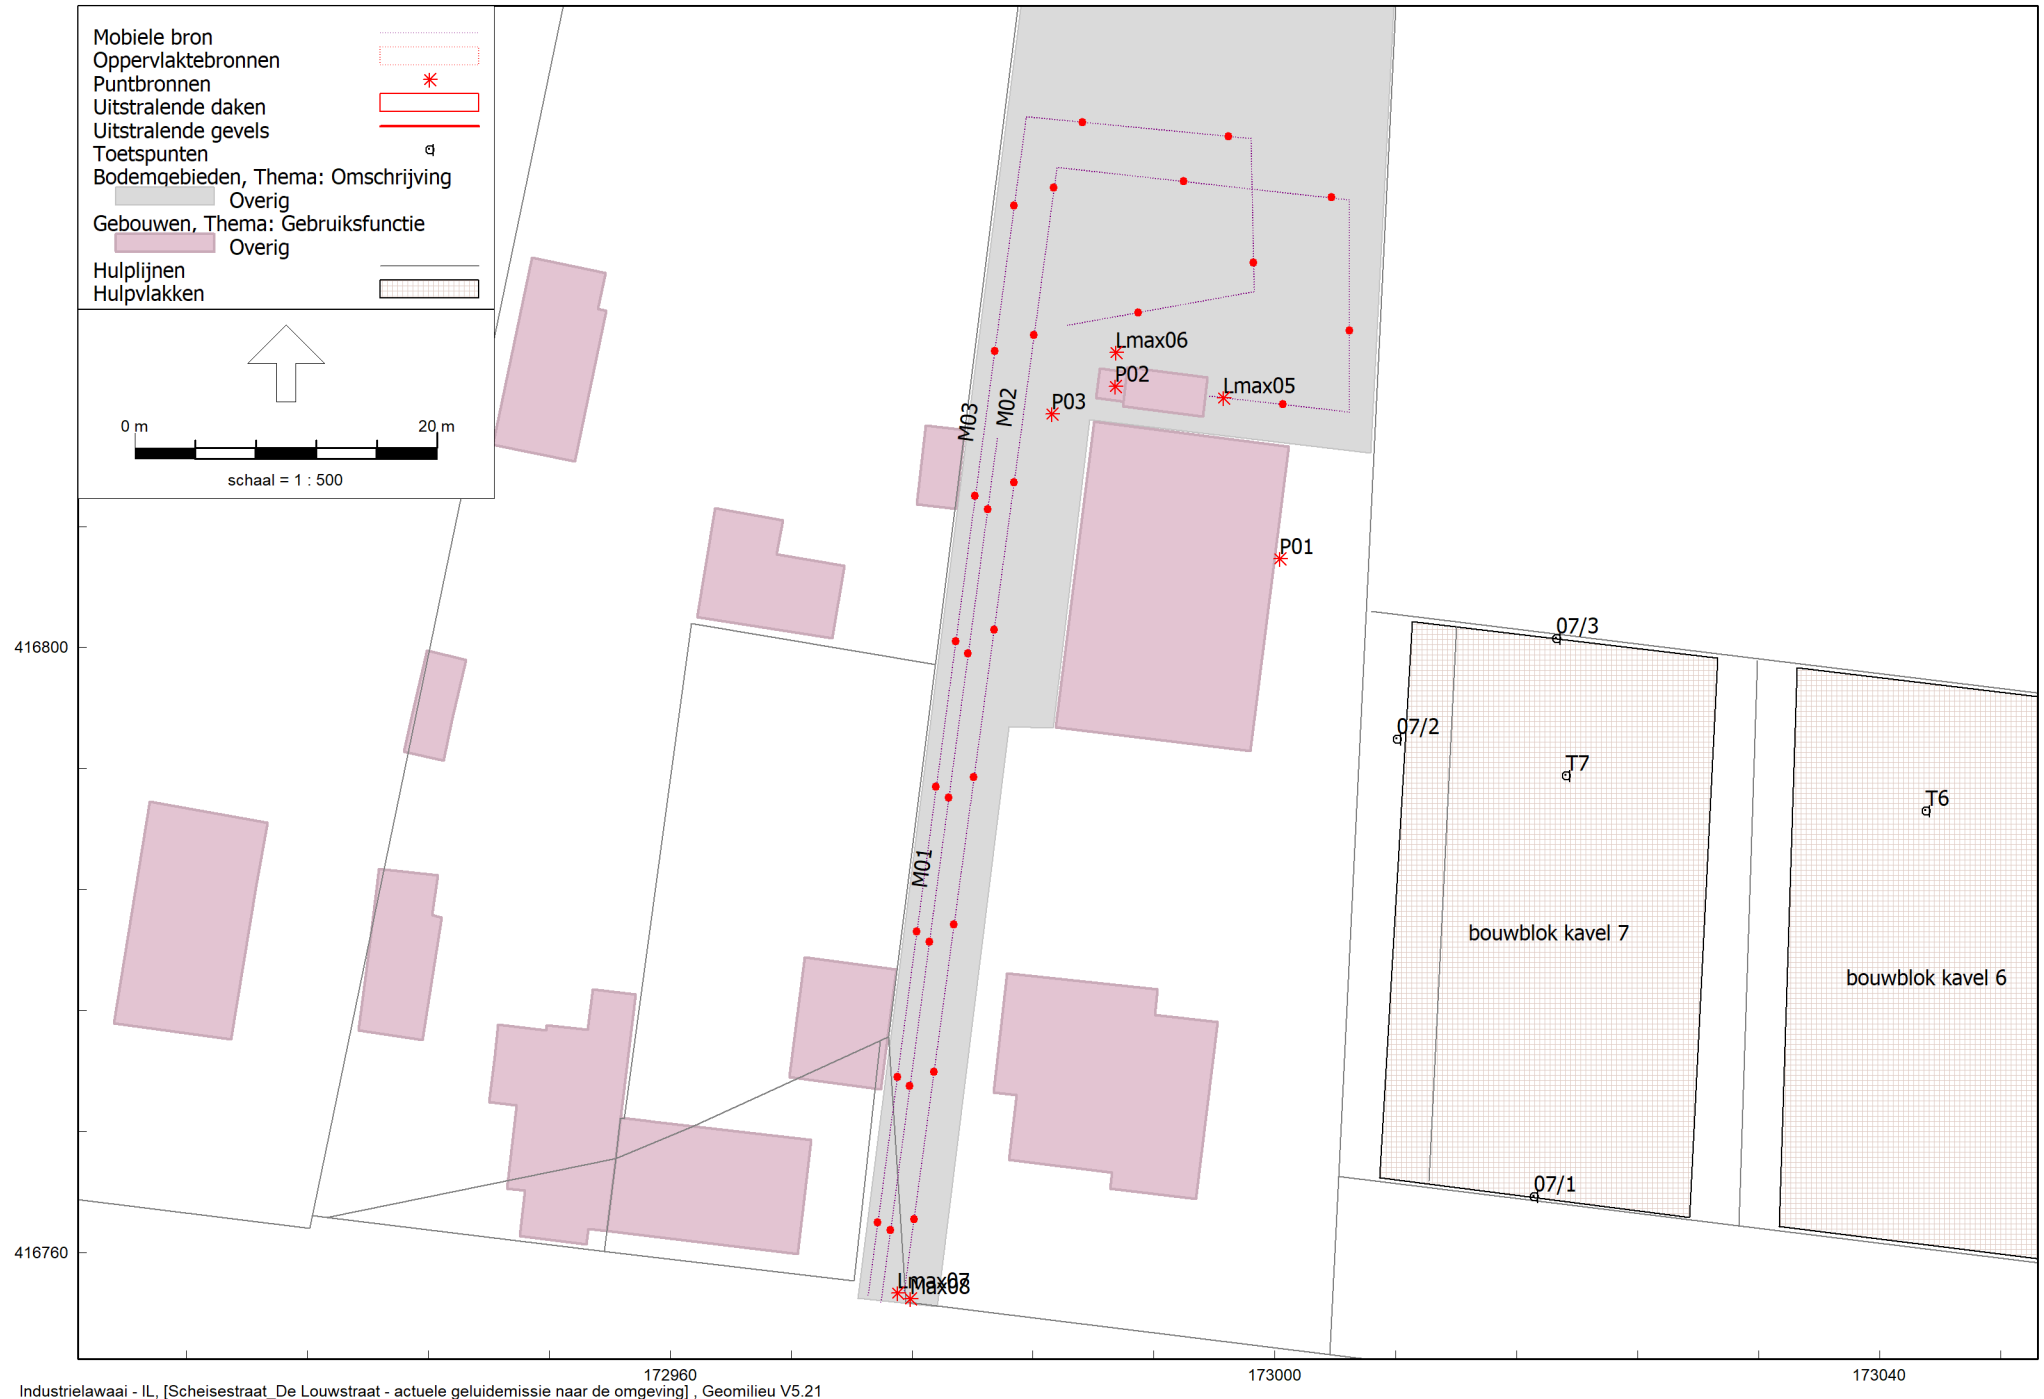 Mobiele bron
Oppervlaktebronnen
Puntbronnen
Uitstralende daken
Uitstralende gevels
Toetspunten
Bodemgebieden, Thema: Omschrijving
Overig
Gebouwen, Thema: Gebruiksfunctie
Overig
Hulplijnen
Hulpvlakken
0 m 20 m
schaal = 1 : 500
Lmax06
P02
Lmax05
P03
M03
M02
P01
07/3
416800
07/2
T7
T6
M01
bouwblok kavel 7
bouwblok kavel 6
07/1
416760
Lmax07
Max08
172960 173000 173040
Industrielawaai - IL, [Scheisestraat_De Louwstraat - actuele geluidemissie naar de omgeving] , Geomilieu V5.21